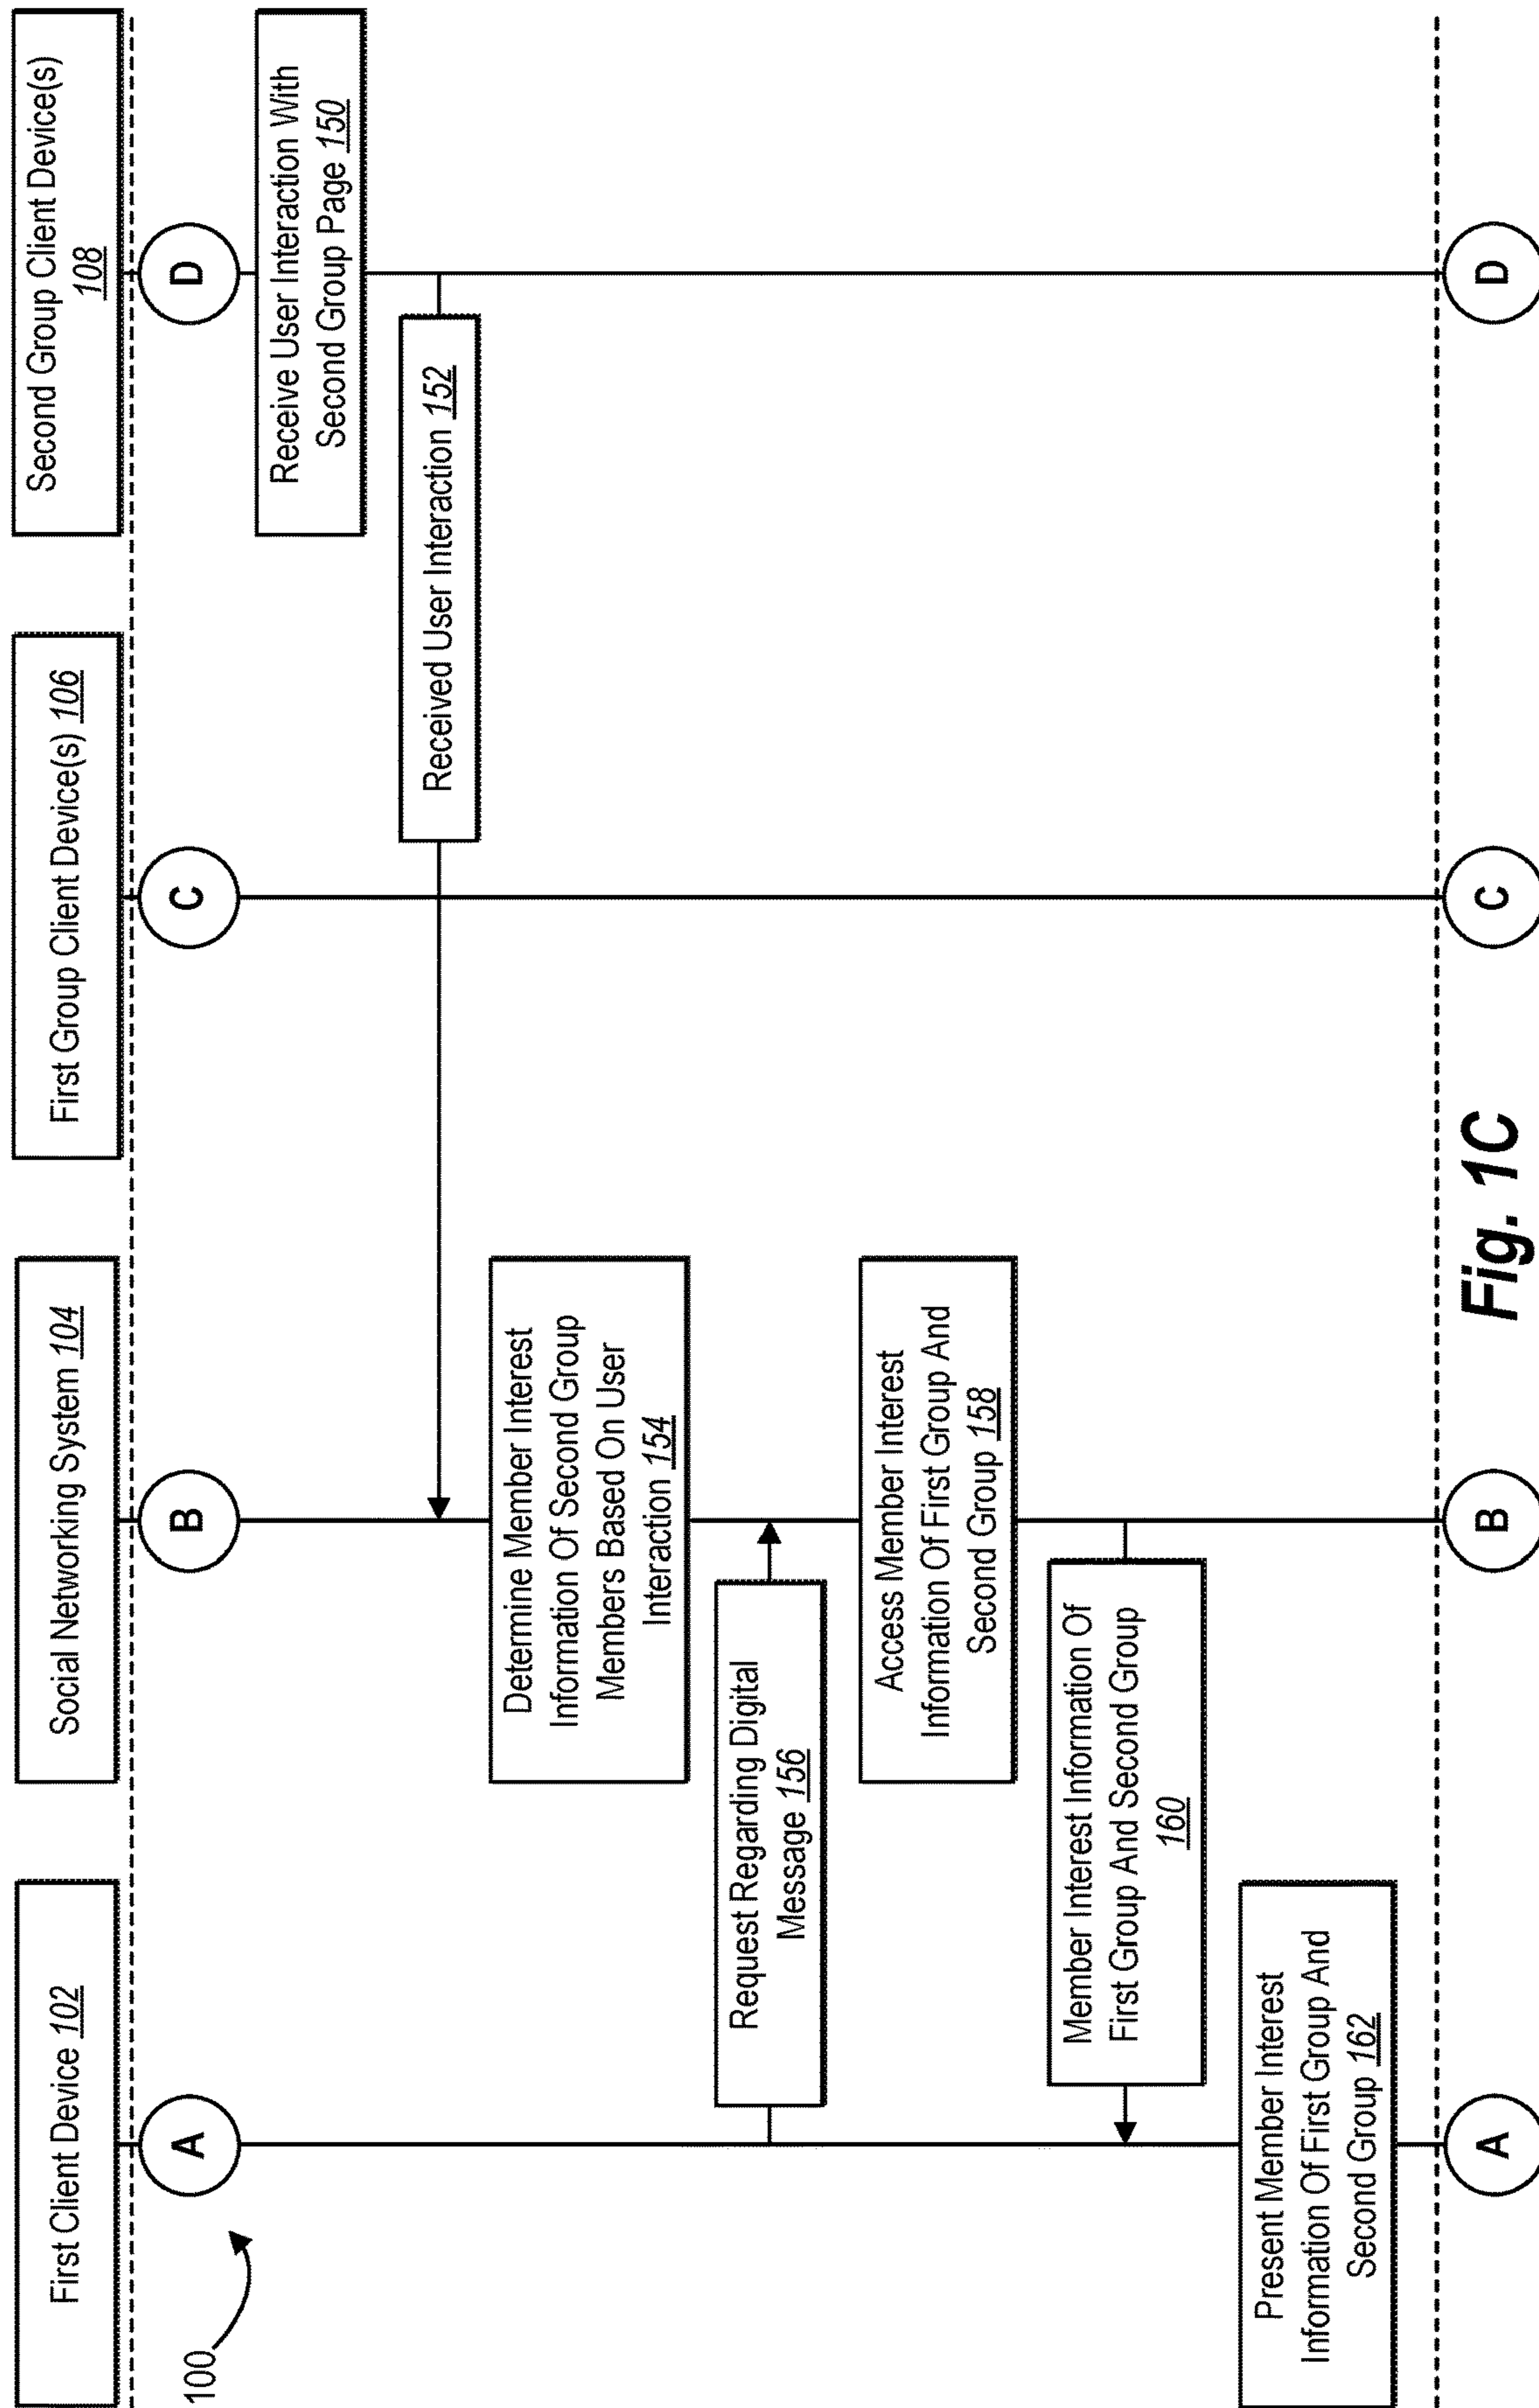 100
First Client Device 102
Social Networking System 104
First Group Client Device(s) 106
Second Group Client Device(s)
108
A
B
C
D
Receive User Interaction With
Second Group Page 150
Received User Interaction 152
Determine Member Interest
Information Of Second Group
Members Based On User
Interaction 154
Request Regarding Digital
Message 156
Access Member Interest
Information Of First Group And
Second Group 158
Member Interest Information Of
First Group And Second Group
160
Present Member Interest
Information Of First Group And
Second Group 162
A
B
C
D
Fig. 1C